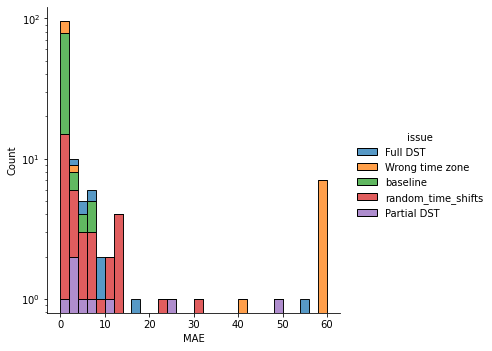 10²
10¹
10⁰
Count
0
10
20
30
40
50
60
MAE
issue
Full DST
Wrong time zone
baseline
random_time_shifts
Partial DST